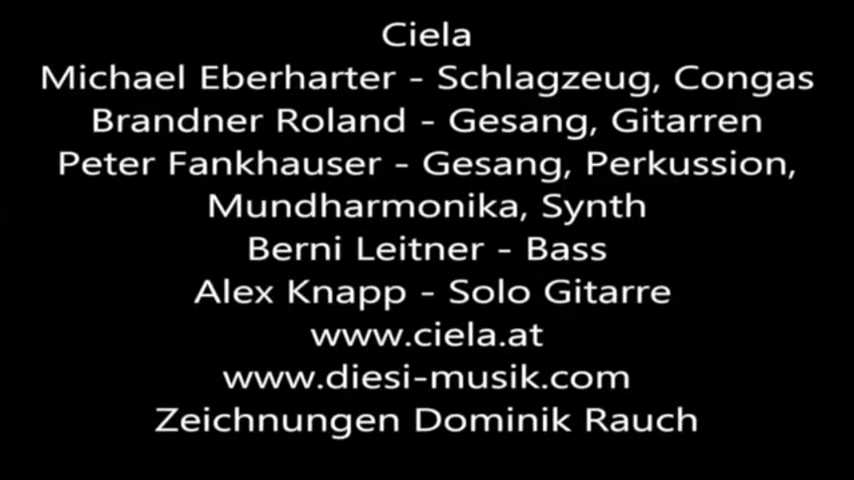 Ciela
Michael Eberharter - Schlagzeug, Congas
Brandner Roland - Gesang, Gitarren
Peter Fankhauser - Gesang, Perkussion,
Mundharmonika, Synth
Berni Leitner - Bass
Alex Knapp - Solo Gitarre
www.ciela.at
www.diesi-musik.com
Zeichnungen Dominik Rauch